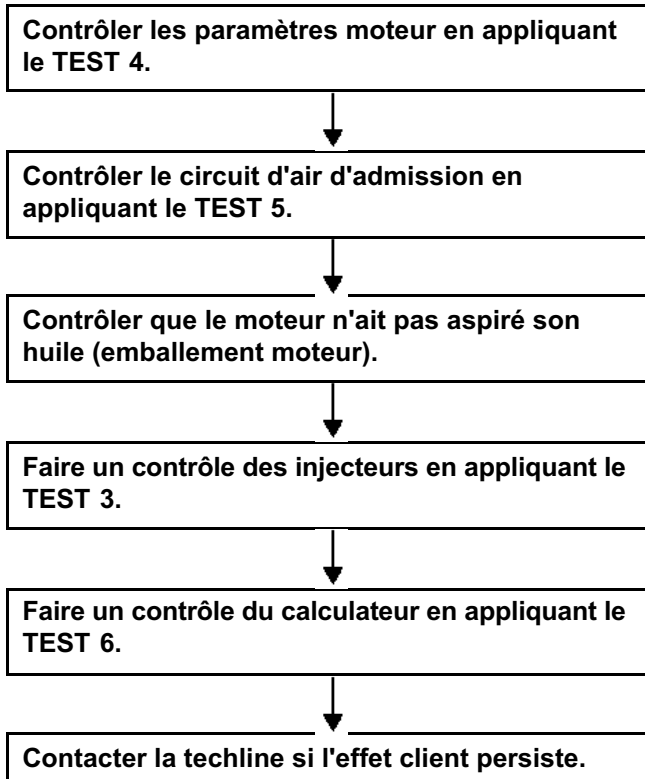 Contrôler les paramètres moteur en appliquant
le TEST 4.
Contrôler le circuit d'air d'admission en
appliquant le TEST 5.
Contrôler que le moteur n'ait pas aspiré son
huile (emballement moteur).
Faire un contrôle des injecteurs en appliquant le
TEST 3.
Faire un contrôle du calculateur en appliquant le
TEST 6.
Contacter la techline si l'effet client persiste.